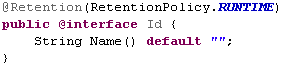 @Retention(RetentionPolicy.RUNTIME)
public @interface Id {
    String Name() default "";
}